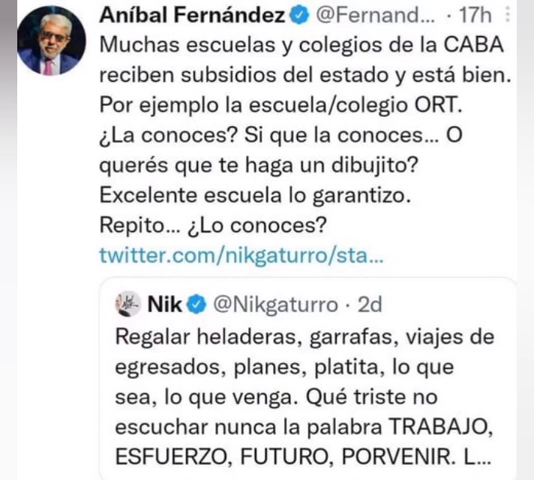 Aníbal Fernández @Fernand... · 17h
Muchas escuelas y colegios de la CABA
reciben subsidios del estado y está bien.
Por ejemplo la escuela/colegio ORT.
¿La conoces? Si que la conoces... O
querés que te haga un dibujito?
Excelente escuela lo garantizo.
Repito... ¿Lo conoces?
twitter.com/nikgaturro/sta...
Nik @Nikgaturro · 2d
Regalar heladeras, garrafas, viajes de
egresados, planes, platita, lo que
sea, lo que venga. Qué triste no
escuchar nunca la palabra TRABAJO,
ESFUERZO, FUTURO, PORVENIR. L...